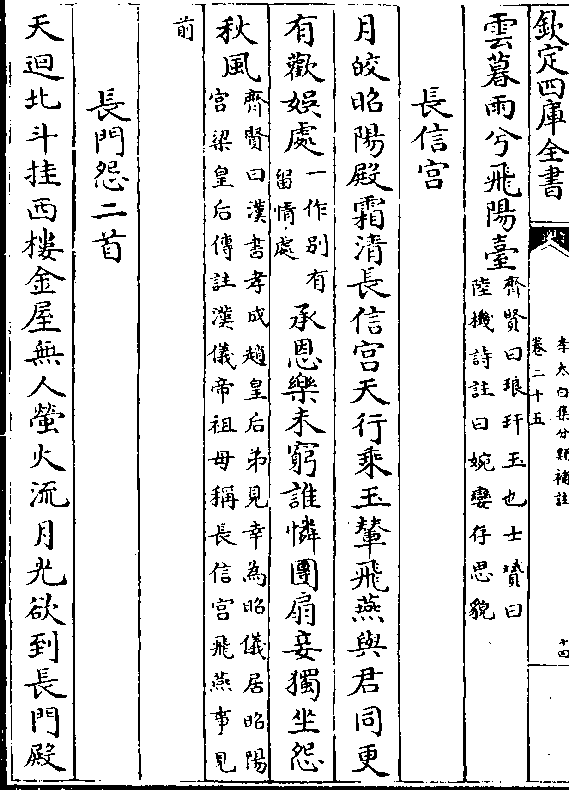 欽定四庫全書
李太白集分類補註
卷二十五
十四
雲暮雨兮飛陽臺
齊賢曰琅玕玉也士贇曰
陸機詩註曰婉孌存思貌
長信宮
月皎昭陽殿霜清長信宮天行乘玉輦飛燕與君同更
有歡娛處
一作別有
留情處
承恩樂未窮誰憐團扇妾獨坐怨
秋風
齊賢曰漢書孝成趙皇后弟見幸為昭儀居昭陽
宮梁皇后傳註漢儀帝祖母稱長信宮飛燕事見
前
長門怨二首
天迴北斗挂西樓金屋無人螢火流月光欲到長門殿